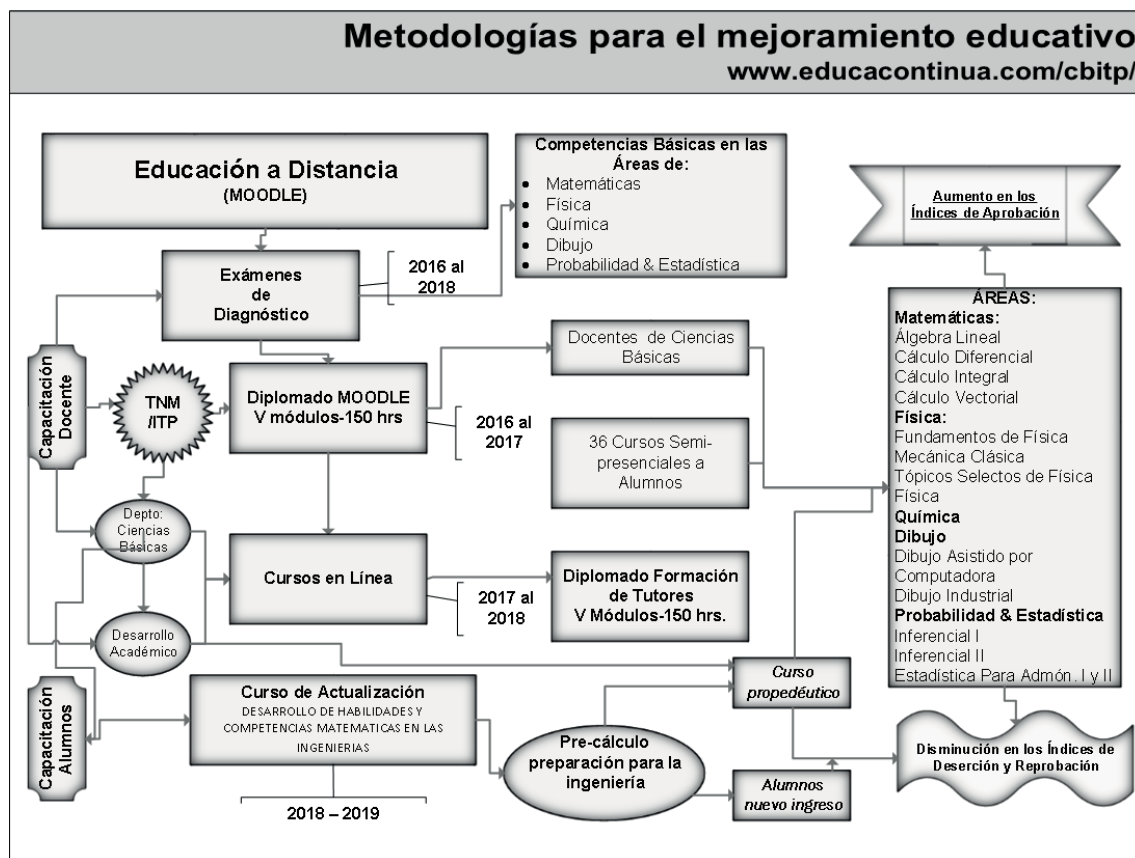 Metodologías para el mejoramiento educativo
www.educacontinua.com/cbitp/
Educación a Distancia
(MOODLE)
Competencias Básicas en las
Áreas de:
• Matemáticas
• Física
• Química
• Dibujo
• Probabilidad & Estadística
Aumento en los
Índices de Aprobación
Exámenes
de
Diagnóstico
2016 al
2018
Capacitación
Docente
TNM
/ITP
Diplomado MOODLE
V módulos-150 hrs
2016 al
2017
Docentes de Ciencias
Básicas
36 Cursos Semi-
presenciales a
Alumnos
ÁREAS:
Matemáticas:
Álgebra Lineal
Cálculo Diferencial
Cálculo Integral
Cálculo Vectorial
Física:
Fundamentos de Física
Mecánica Clásica
Tópicos Selectos de Física
Física
Química
Dibujo
Dibujo Asistido por
Computadora
Dibujo Industrial
Probabilidad & Estadística
Inferencial I
Inferencial II
Estadística Para Admón. I y II
Depto:
Ciencias
Básicas
Cursos en Línea
2017 al
2018
Diplomado Formación
de Tutores
V Módulos-150 hrs.
Desarrollo
Académico
Capacitación
Alumnos
Curso de Actualización
DESARROLLO DE HABILIDADES Y
COMPETENCIAS MATEMATICAS EN LAS
INGENIERIAS
2018 – 2019
Pre-cálculo
preparación para la
ingeniería
Curso
propedéutico
Alumnos
nuevo ingreso
Disminución en los Índices de
Deserción y Reprobación